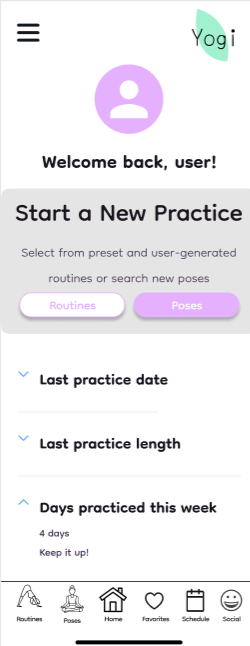 Yogi
Welcome back, user!
Start a New Practice
Select from preset and user-generated
routines or search new poses
Routines
Poses
Last practice date
Last practice length
Days practiced this week
4 days
Keep it up!
Routines
Poses
Home
Favorites
Schedule
Social